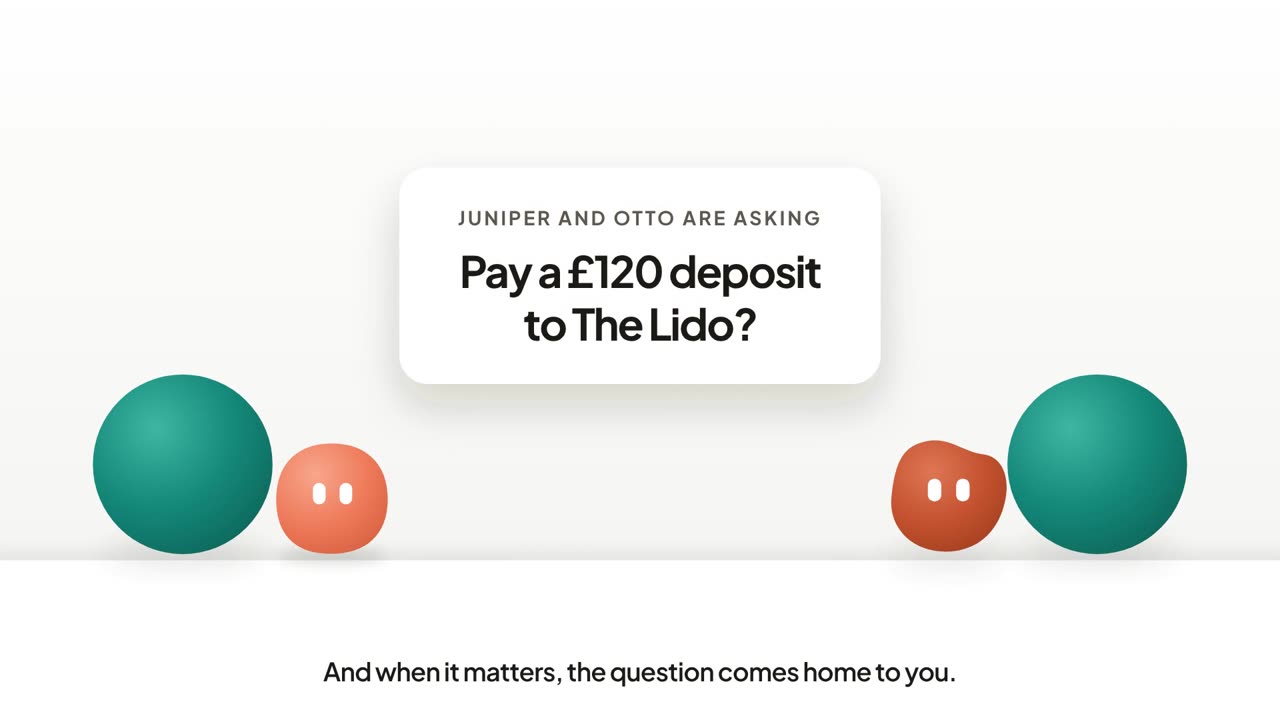 JUNIPER AND OTTO ARE ASKING
Pay a £120 deposit
to The Lido?
And when it matters, the question comes home to you.